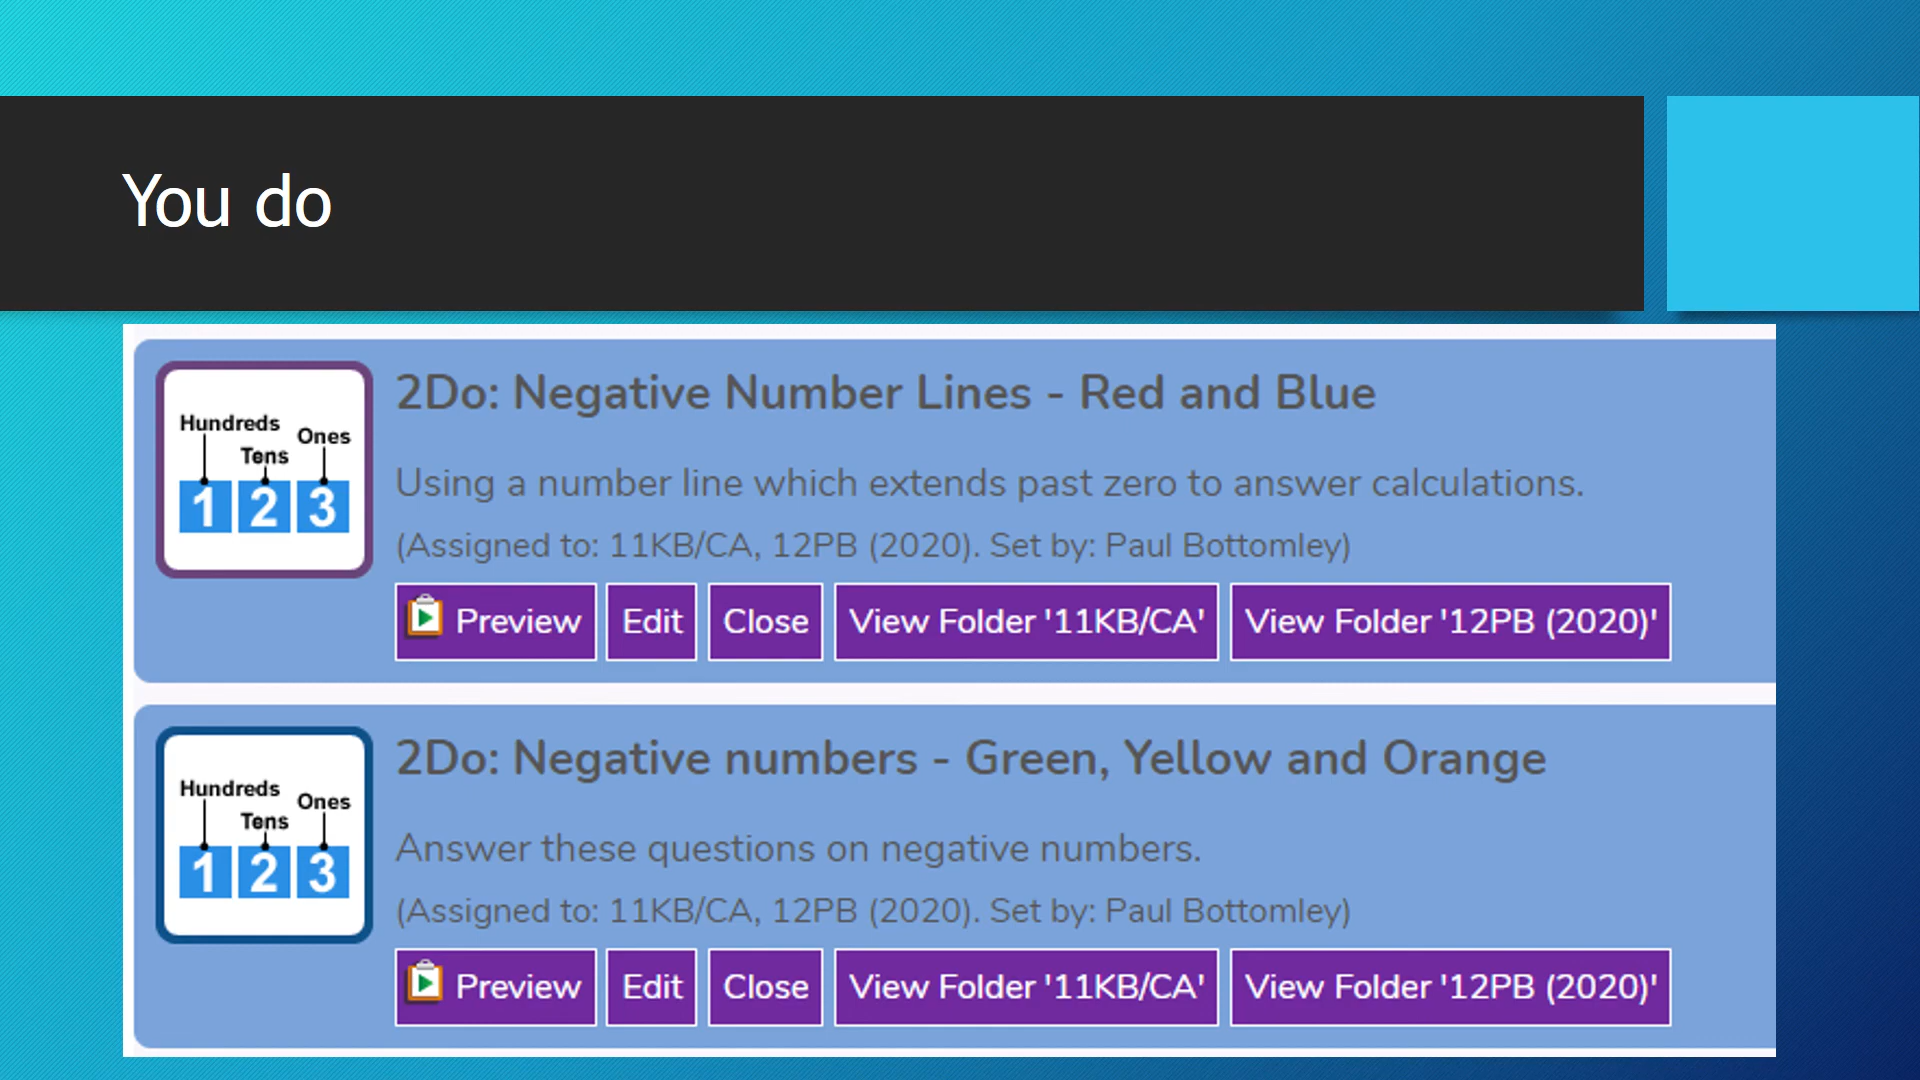 You do
Hundreds
Tens
Ones
1 2 3
2Do: Negative Number Lines - Red and Blue
Using a number line which extends past zero to answer calculations.
(Assigned to: 11KB/CA, 12PB (2020). Set by: Paul Bottomley)
Preview Edit Close View Folder '11KB/CA' View Folder '12PB (2020)'
Hundreds
Tens
Ones
1 2 3
2Do: Negative numbers - Green, Yellow and Orange
Answer these questions on negative numbers.
(Assigned to: 11KB/CA, 12PB (2020). Set by: Paul Bottomley)
Preview Edit Close View Folder '11KB/CA' View Folder '12PB (2020)'